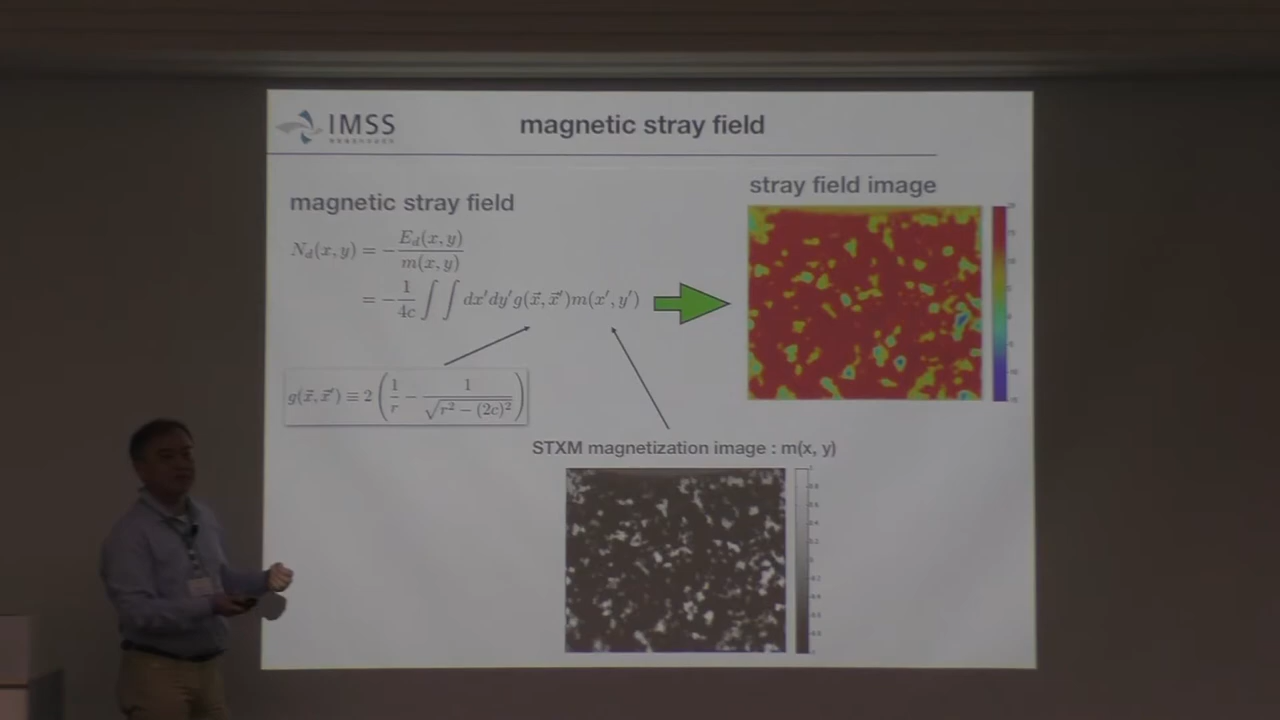 IMSS
magnetic stray field
magnetic stray field
stray field image
N_d(x, y) = −E_d(x, y)/m(x, y)
= −1/4c ∫∫ dx′dy′g(x⃗, x⃗′)m(x′, y′)
g(x⃗, x⃗′) ≡ 2 (1/r − 1/√(r² − (2c)²))
STXM magnetization image : m(x, y)